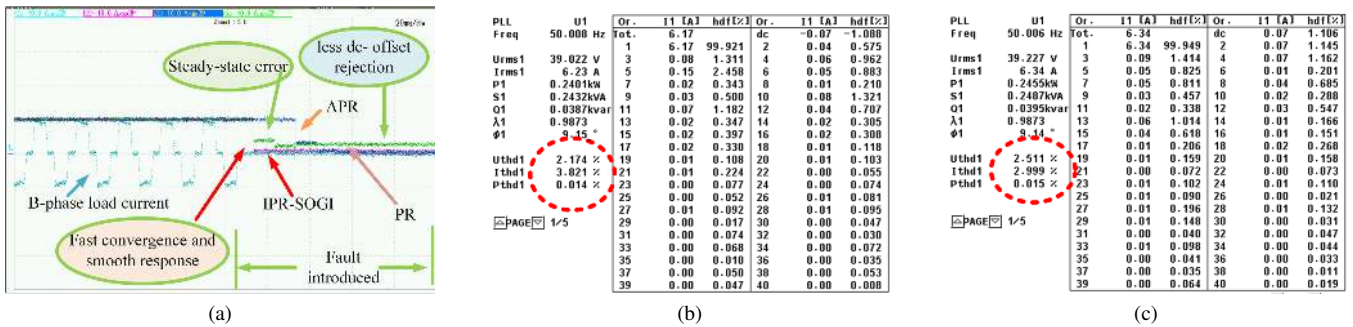 20ms/div
less dc- offset
rejection
Steady-state error
APR
B-phase load current
IPR-SOGI
PR
Fast convergence and
smooth response
Fault
introduced
(a)
PLL U1 Or. I1 [A] hdf[%] Or. I1 [A] hdf[%]
Freq 50.008 Hz Tot. 6.17 dc -0.07 -1.088
1 6.17 99.921 2 0.04 0.575
Urms1 39.022 V 3 0.08 1.311 4 0.06 0.962
Irms1 6.23 A 5 0.15 2.458 6 0.05 0.883
P1 0.2401kW 7 0.02 0.343 8 0.01 0.210
S1 0.2432kVA 9 0.03 0.500 10 0.08 1.321
Q1 0.0387kvar 11 0.07 1.182 12 0.04 0.707
λ1 0.9873 13 0.02 0.347 14 0.02 0.305
φ1 9.15 ° 15 0.02 0.397 16 0.02 0.308
17 0.02 0.330 18 0.01 0.118
Uthd1 2.174 % 19 0.01 0.108 20 0.01 0.103
Ithd1 3.821 % 21 0.01 0.224 22 0.00 0.055
Pthd1 0.014 % 23 0.00 0.077 24 0.00 0.074
25 0.00 0.052 26 0.01 0.081
27 0.01 0.092 28 0.01 0.095
PAGE 1/5 29 0.00 0.017 30 0.00 0.047
31 0.00 0.074 32 0.00 0.030
33 0.00 0.068 34 0.00 0.072
35 0.00 0.010 36 0.00 0.035
37 0.00 0.050 38 0.00 0.053
39 0.00 0.047 40 0.00 0.008
(b)
PLL U1 Or. I1 [A] hdf[%] Or. I1 [A] hdf[%]
Freq 50.006 Hz Tot. 6.34 dc 0.07 1.106
1 6.34 99.949 2 0.07 1.145
Urms1 39.227 V 3 0.09 1.414 4 0.07 1.162
Irms1 6.34 A 5 0.05 0.822 6 0.01 0.201
P1 0.2455kW 7 0.05 0.811 8 0.04 0.685
S1 0.2487kVA 9 0.03 0.457 10 0.02 0.288
Q1 0.0395kvar 11 0.02 0.338 12 0.03 0.547
λ1 0.9873 13 0.06 1.014 14 0.01 0.166
φ1 9.14 ° 15 0.04 0.618 16 0.01 0.151
17 0.01 0.206 18 0.02 0.268
Uthd1 2.511 % 19 0.01 0.159 20 0.01 0.158
Ithd1 2.999 % 21 0.00 0.072 22 0.00 0.073
Pthd1 0.015 % 23 0.01 0.102 24 0.01 0.110
25 0.01 0.090 26 0.00 0.021
27 0.01 0.196 28 0.01 0.132
PAGE 1/5 29 0.01 0.148 30 0.00 0.031
31 0.00 0.040 32 0.00 0.047
33 0.01 0.098 34 0.00 0.044
35 0.00 0.041 36 0.00 0.033
37 0.00 0.035 38 0.00 0.011
39 0.00 0.064 40 0.00 0.019
(c)